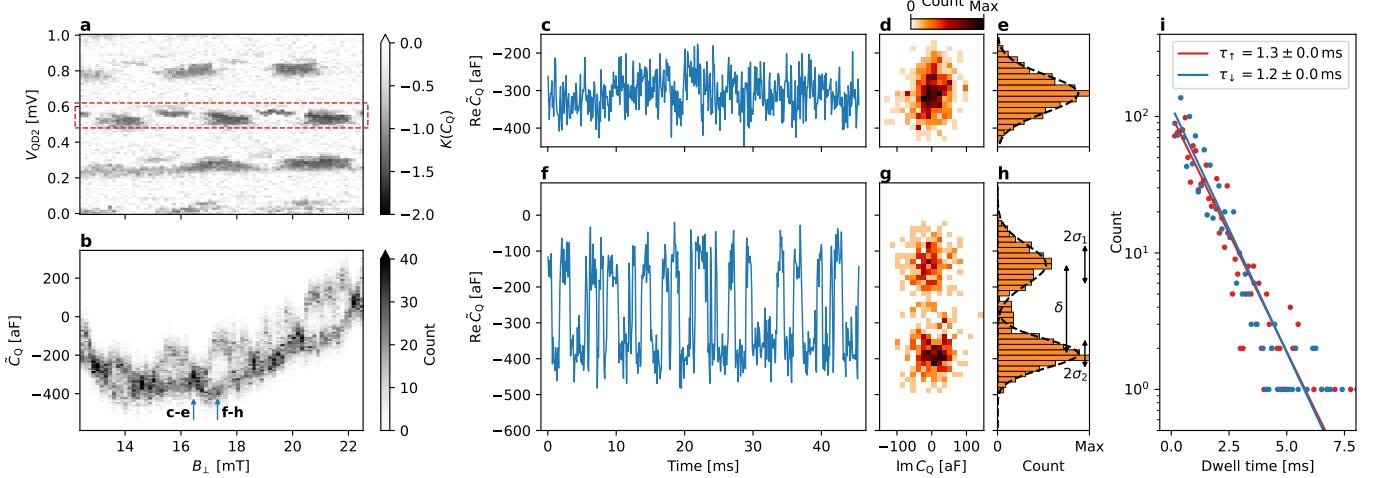 a
1.0
0.8
0.6
0.4
0.2
0.0
V_QD2 [mV]
0.0
−0.5
−1.0
−1.5
−2.0
K(C_Q)
b
200
0
−200
−400
C̃_Q [aF]
c-e
f-h
14
16
18
20
22
B_⊥ [mT]
40
30
20
10
0
Count
c
−200
−300
−400
Re C̃_Q [aF]
0 Count Max
d
e
f
0
−100
−200
−300
−400
−500
−600
Re C̃_Q [aF]
0
10
20
30
40
Time [ms]
g
−100
0
100
Im C_Q [aF]
h
2σ₁
δ
2σ₂
0
Max
Count
i
τ↑ = 1.3 ± 0.0 ms
τ↓ = 1.2 ± 0.0 ms
10²
10¹
10⁰
Count
0.0
2.5
5.0
7.5
Dwell time [ms]